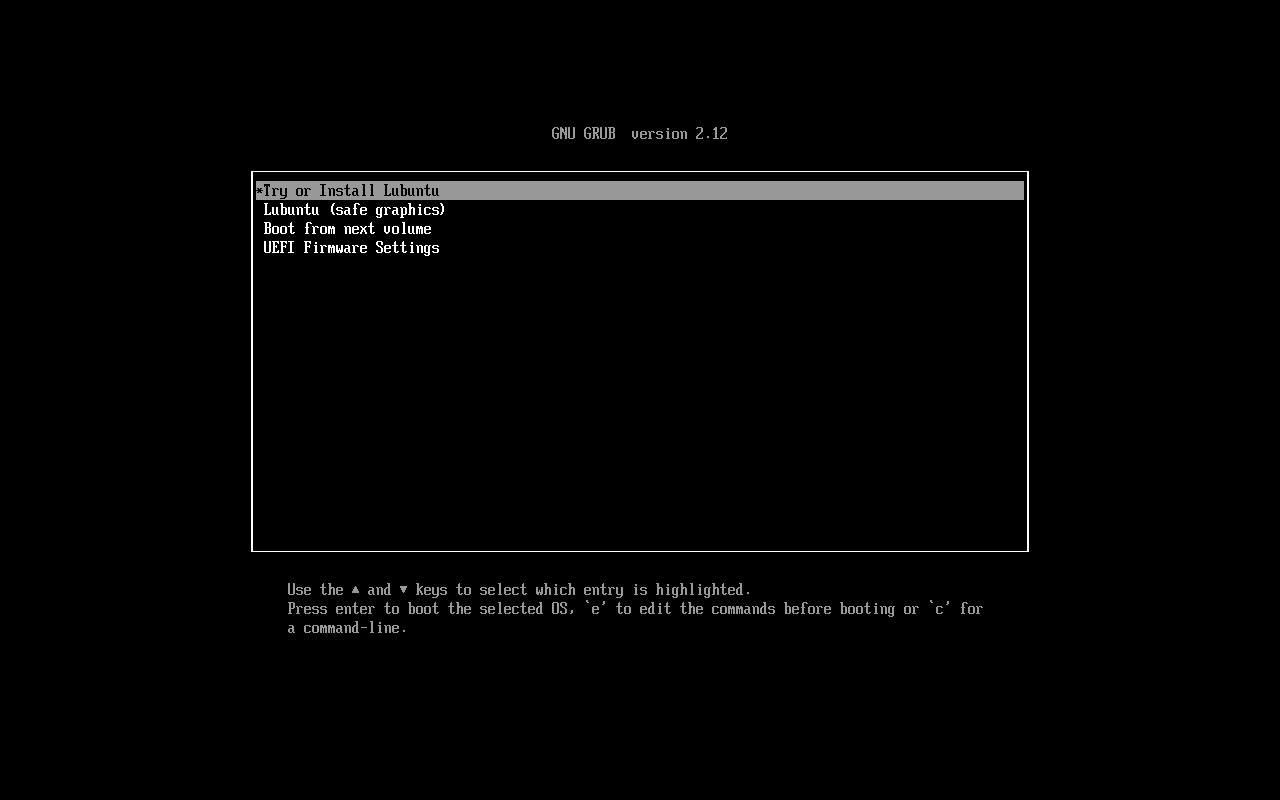 GNU GRUB  version 2.12
*Try or Install Lubuntu
Lubuntu (safe graphics)
Boot from next volume
UEFI Firmware Settings
Use the ▲ and ▼ keys to select which entry is highlighted.
Press enter to boot the selected OS, `e' to edit the commands before booting or `c' for
a command-line.